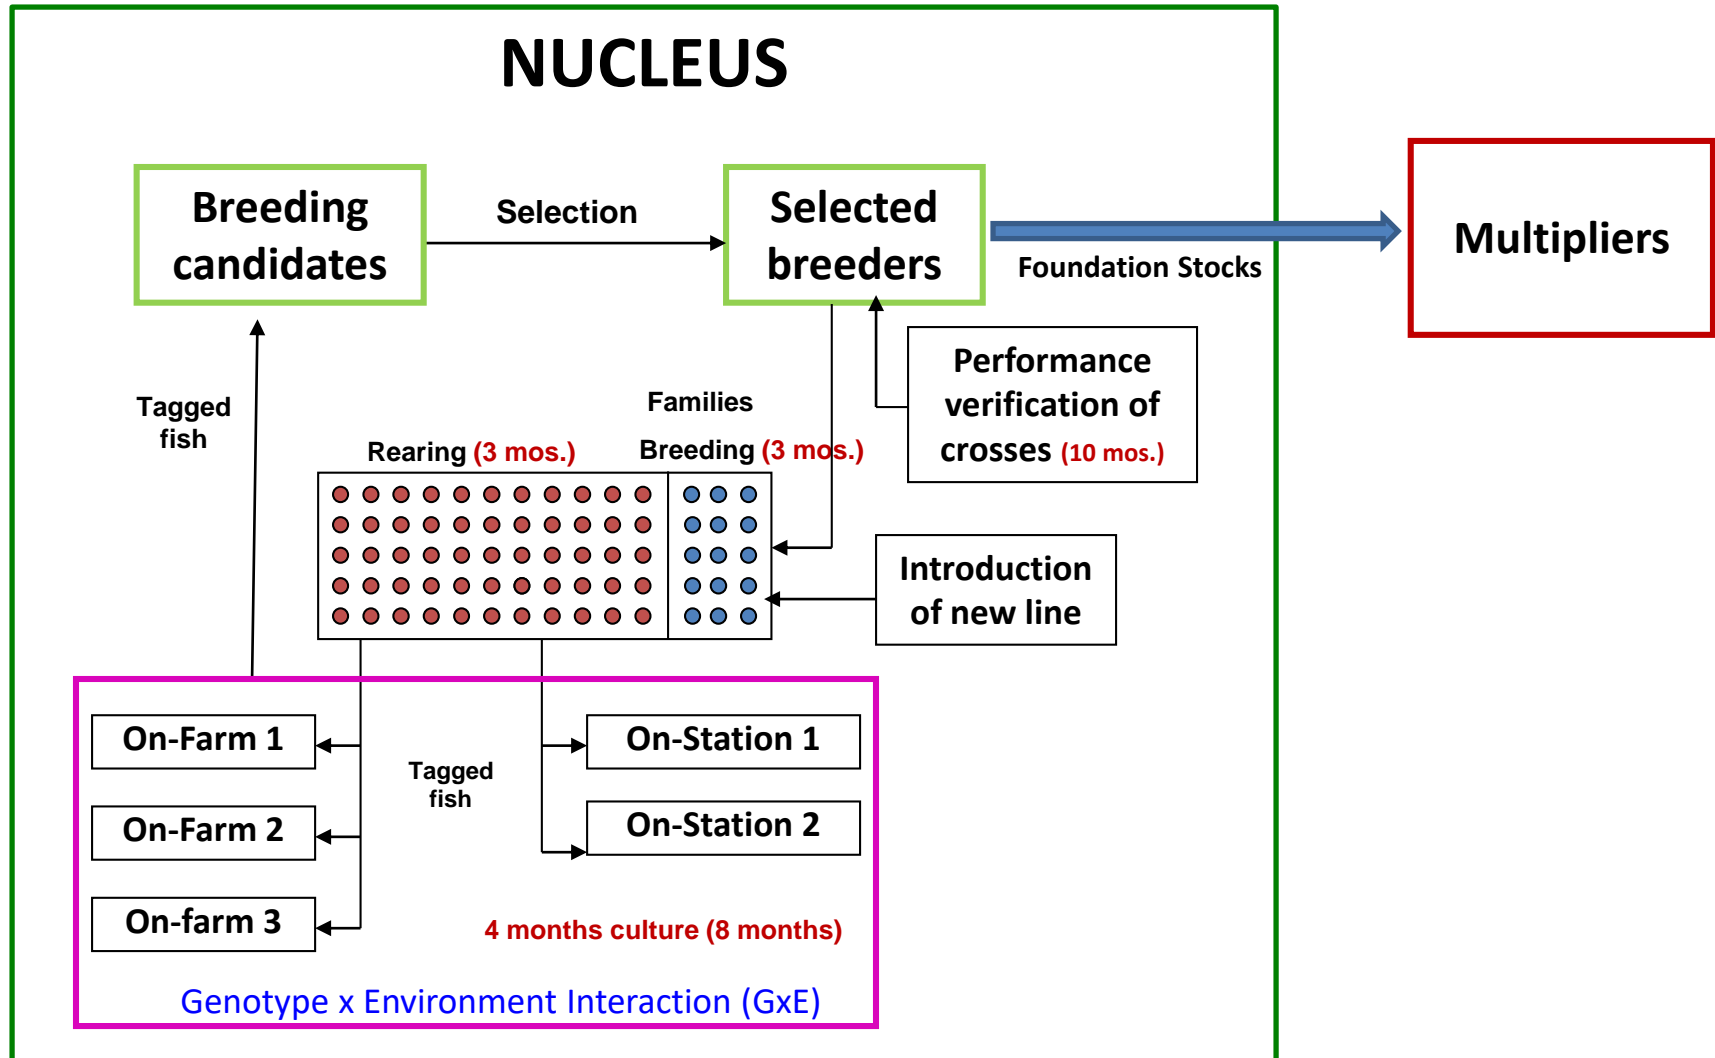 NUCLEUS
Breeding
candidates
Selection
Selected
breeders
Foundation Stocks
Multipliers
Performance
verification of
crosses (10 mos.)
Tagged
fish
Families
Rearing (3 mos.)
Breeding (3 mos.)
Introduction
of new line
On-Farm 1
On-Farm 2
On-farm 3
Tagged
fish
On-Station 1
On-Station 2
4 months culture (8 months)
Genotype x Environment Interaction (GxE)